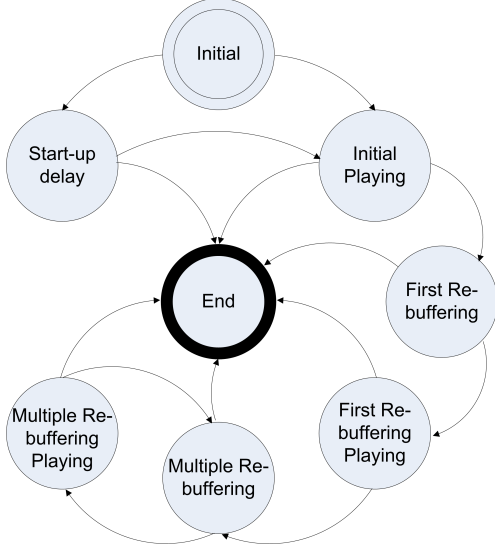 Initial
Start-up
delay
Initial
Playing
End
First Re-
buffering
Multiple Re-
buffering
Playing
Multiple Re-
buffering
First Re-
buffering
Playing